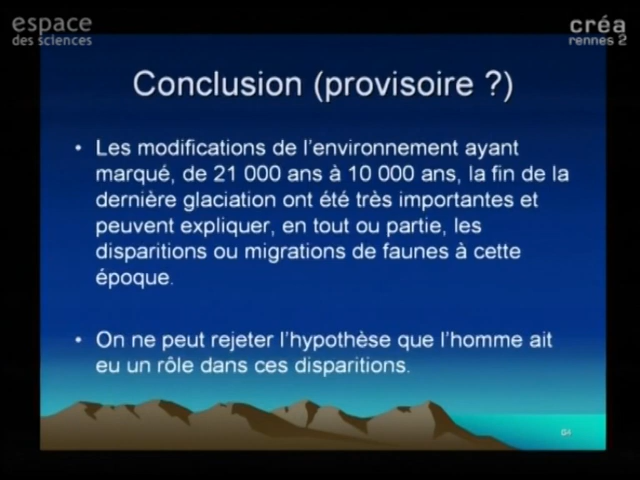 espace
des sciences
créa
rennes 2
Conclusion (provisoire ?)
• Les modifications de l'environnement ayant
marqué, de 21 000 ans à 10 000 ans, la fin de la
dernière glaciation ont été très importantes et
peuvent expliquer, en tout ou partie, les
disparitions ou migrations de faunes à cette
époque.
• On ne peut rejeter l'hypothèse que l'homme ait
eu un rôle dans ces disparitions.